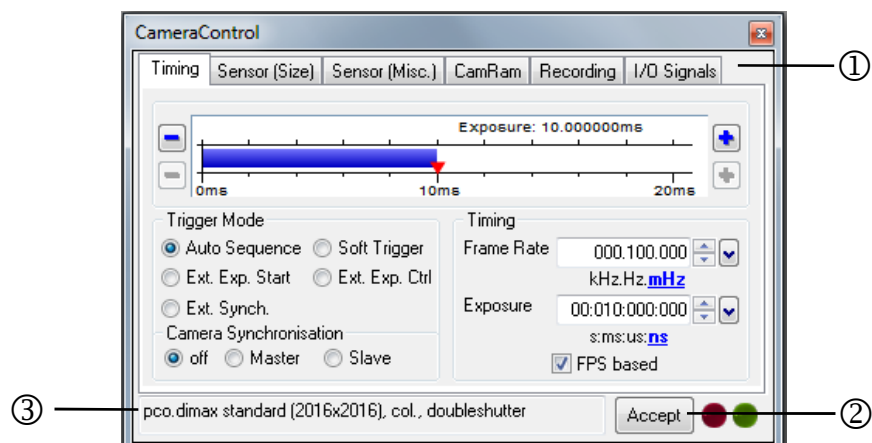 CameraControl
Timing Sensor (Size) Sensor (Misc.) CamRam Recording I/O Signals
①
Exposure: 10.000000ms
0ms 10ms 20ms
Trigger Mode
Auto Sequence Soft Trigger
Ext. Exp. Start Ext. Exp. Ctrl
Ext. Synch.
Camera Synchronisation
off Master Slave
Timing
Frame Rate 000.100.000
kHz.Hz.mHz
Exposure 00:010:000:000
s:ms:us:ns
FPS based
③ pco.dimax standard (2016x2016), col., doubleshutter Accept ②